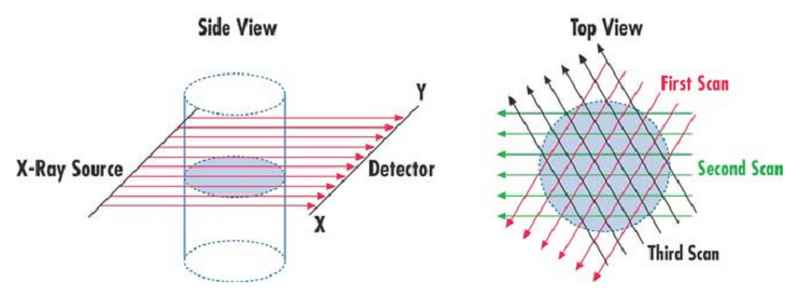 Side View
Top View
Y
First Scan
X-Ray Source
Detector
Second Scan
X
Third Scan